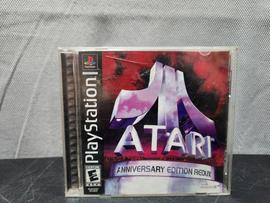 PlayStation
ATARI
ANNIVERSARY EDITION REDUX
E